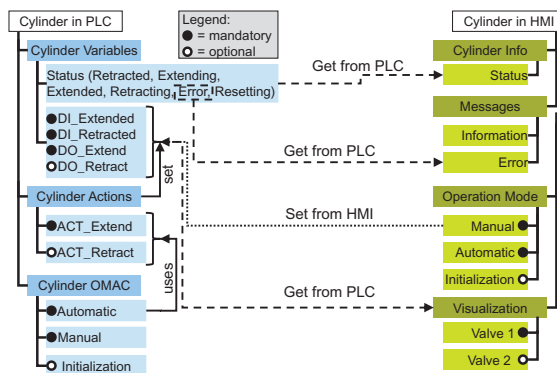 Cylinder in PLC
Legend:
= mandatory
= optional
Cylinder in HMI
Cylinder Variables
Status (Retracted, Extending,
Extended, Retracting, Error, Resetting)
DI_Extended
DI_Retracted
DO_Extend
DO_Retract
Cylinder Actions
ACT_Extend
ACT_Retract
Cylinder OMAC
Automatic
Manual
Initialization
set
uses
Get from PLC
Get from PLC
Set from HMI
Get from PLC
Cylinder Info
Status
Messages
Information
Error
Operation Mode
Manual
Automatic
Initialization
Visualization
Valve 1
Valve 2